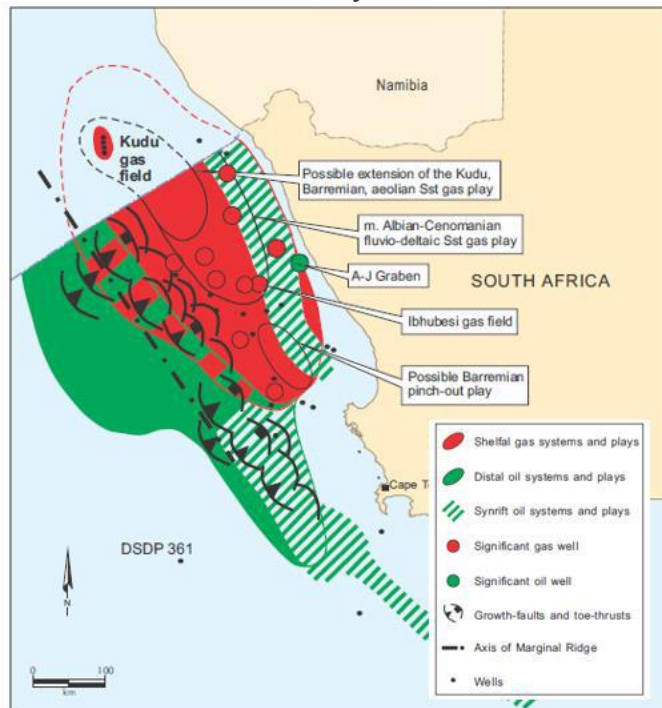 Namibia
Kudu
gas
field
Possible extension of the Kudu,
Barremian, aeolian Sst gas play
m. Albian-Cenomanian
fluvio-deltaic Sst gas play
A-J Graben
SOUTH AFRICA
Ibhubesi gas field
Possible Barremian
pinch-out play
Shelfal gas systems and plays
Distal oil systems and plays
Cape To
Synrift oil systems and plays
Significant gas well
DSDP 361
Significant oil well
Growth-faults and toe-thrusts
N
Axis of Marginal Ridge
0 100
km
Wells